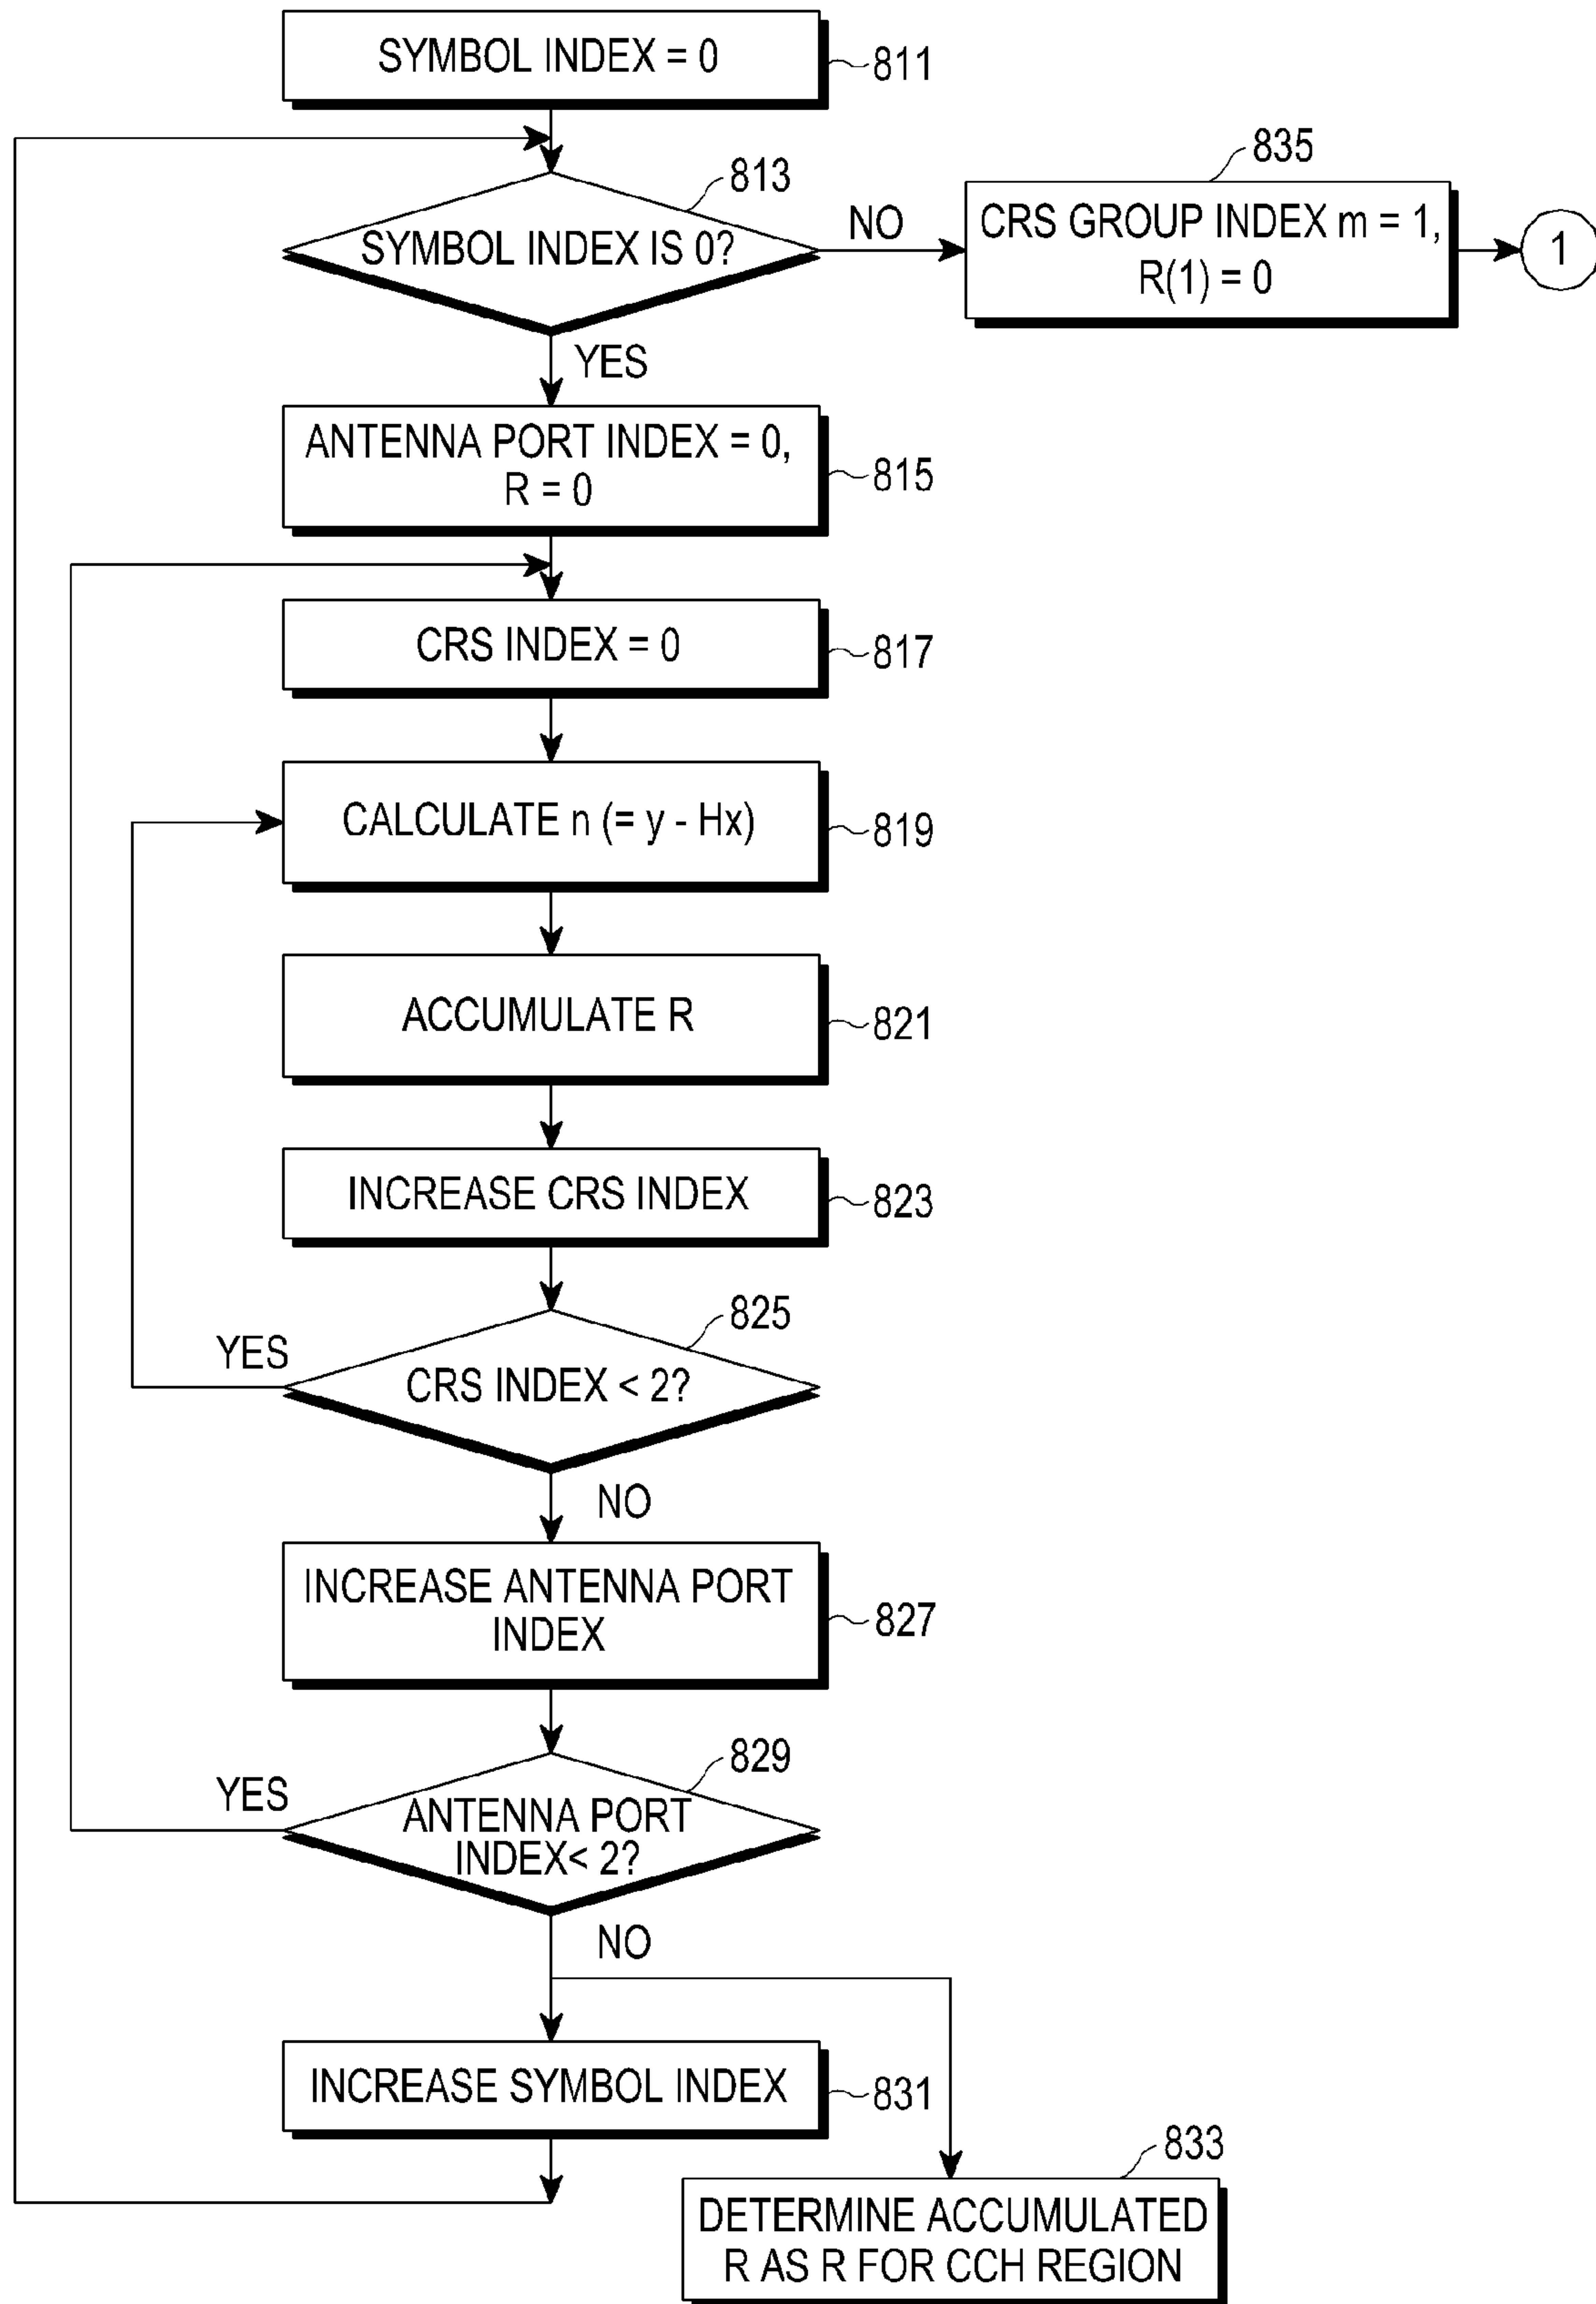 SYMBOL INDEX = 0
811
813
SYMBOL INDEX IS 0?
NO
835
CRS GROUP INDEX m = 1,
R(1) = 0
1
YES
ANTENNA PORT INDEX = 0,
R = 0
815
CRS INDEX = 0
817
CALCULATE n (= y - Hx)
819
ACCUMULATE R
821
INCREASE CRS INDEX
823
825
YES
CRS INDEX < 2?
NO
INCREASE ANTENNA PORT
INDEX
827
829
YES
ANTENNA PORT
INDEX< 2?
NO
INCREASE SYMBOL INDEX
831
833
DETERMINE ACCUMULATED
R AS R FOR CCH REGION